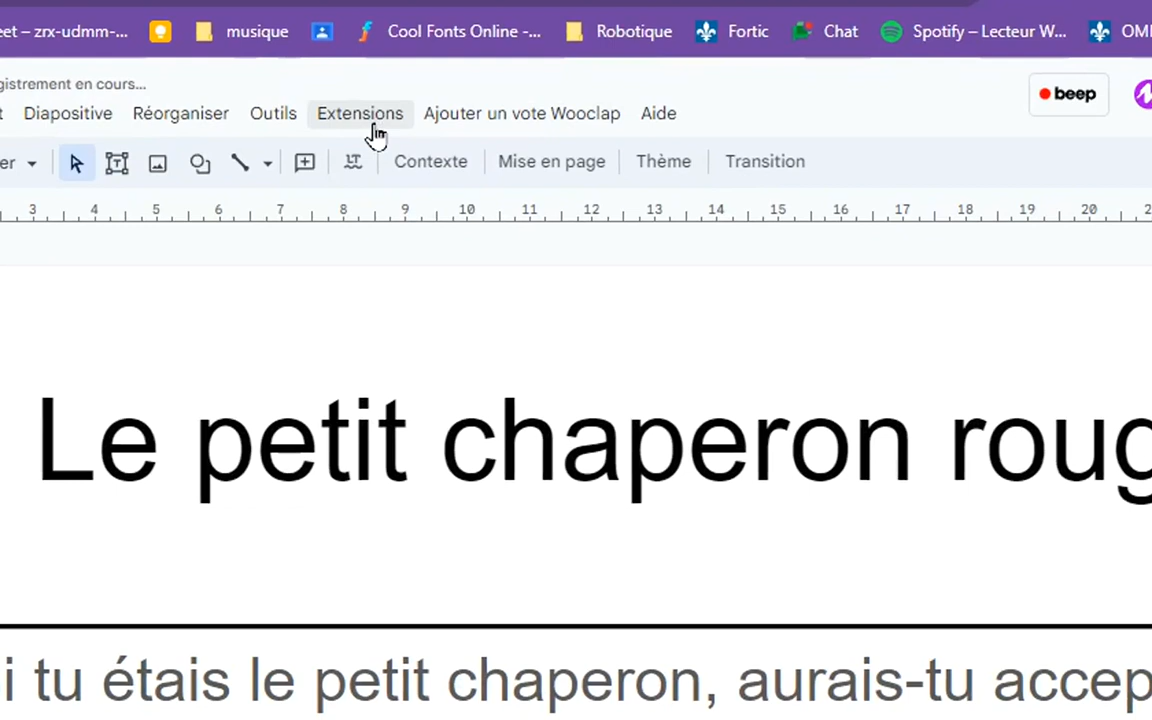 eet – zrx-udmm-... musique Cool Fonts Online -... Robotique Fortic Chat Spotify – Lecteur W... OMI
gistrement en cours...
beep
t Diapositive Réorganiser Outils Extensions Ajouter un vote Wooclap Aide
er Contexte Mise en page Thème Transition
3 4 5 6 7 8 9 10 11 12 13 14 15 16 17 18 19 20 2
Le petit chaperon roug
i tu étais le petit chaperon, aurais-tu accep